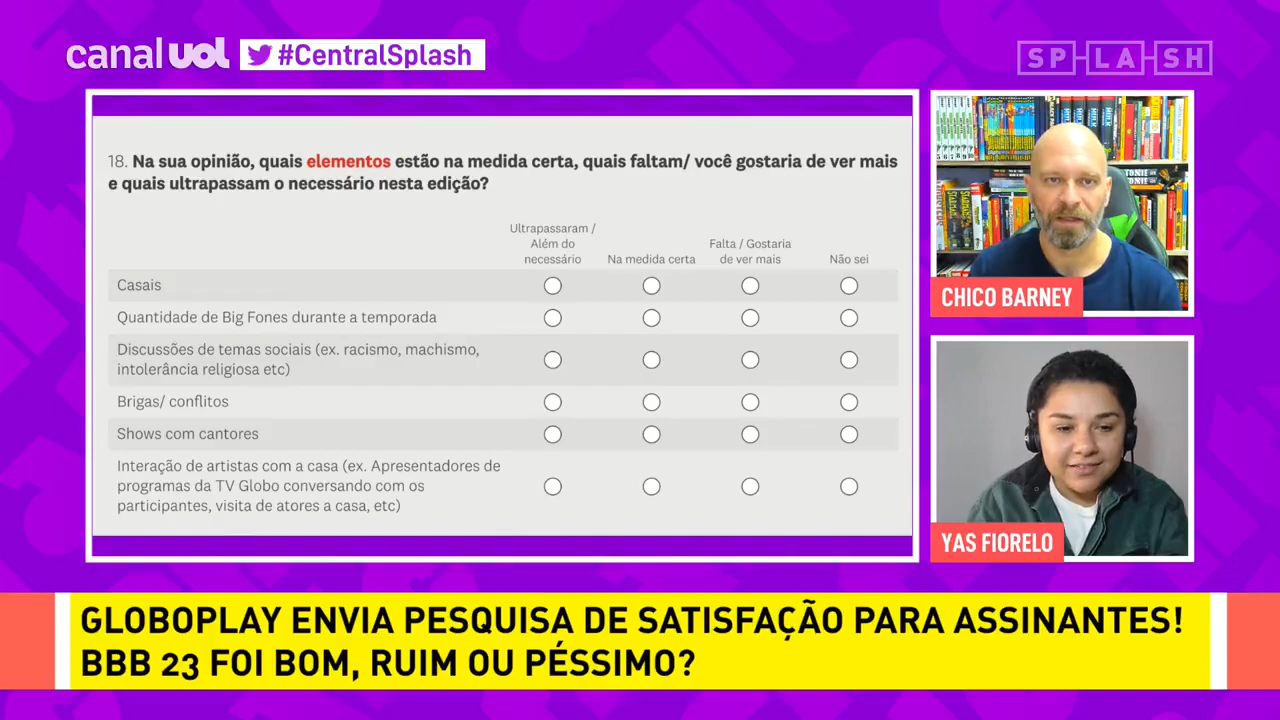 canal UOL
#CentralSplash
SPLASH
18. Na sua opinião, quais elementos estão na medida certa, quais faltam/ você gostaria de ver mais
e quais ultrapassam o necessário nesta edição?
Ultrapassaram /
Além do
necessário
Na medida certa
Falta / Gostaria
de ver mais
Não sei
Casais
Quantidade de Big Fones durante a temporada
Discussões de temas sociais (ex. racismo, machismo,
intolerância religiosa etc)
Brigas/ conflitos
Shows com cantores
Interação de artistas com a casa (ex. Apresentadores de
programas da TV Globo conversando com os
participantes, visita de atores a casa, etc)
CHICO BARNEY
YAS FIORELO
GLOBOPLAY ENVIA PESQUISA DE SATISFAÇÃO PARA ASSINANTES!
BBB 23 FOI BOM, RUIM OU PÉSSIMO?